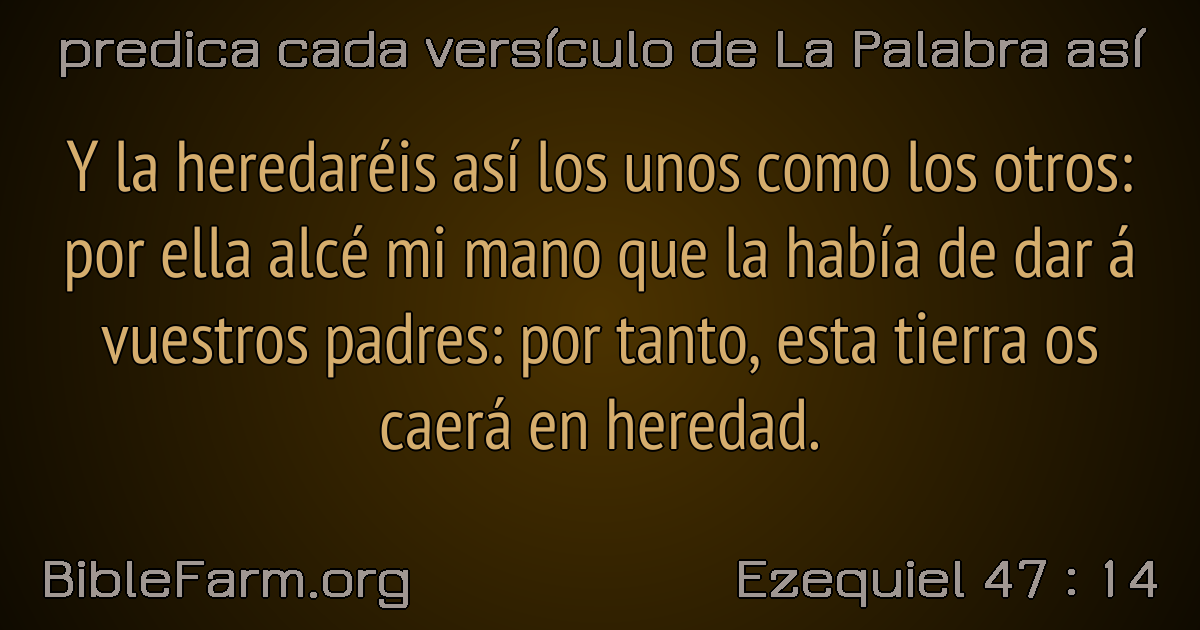 predica cada versículo de La Palabra así
Y la heredaréis así los unos como los otros:
por ella alcé mi mano que la había de dar á
vuestros padres: por tanto, esta tierra os
caerá en heredad.
BibleFarm.org
Ezequiel 47 : 14